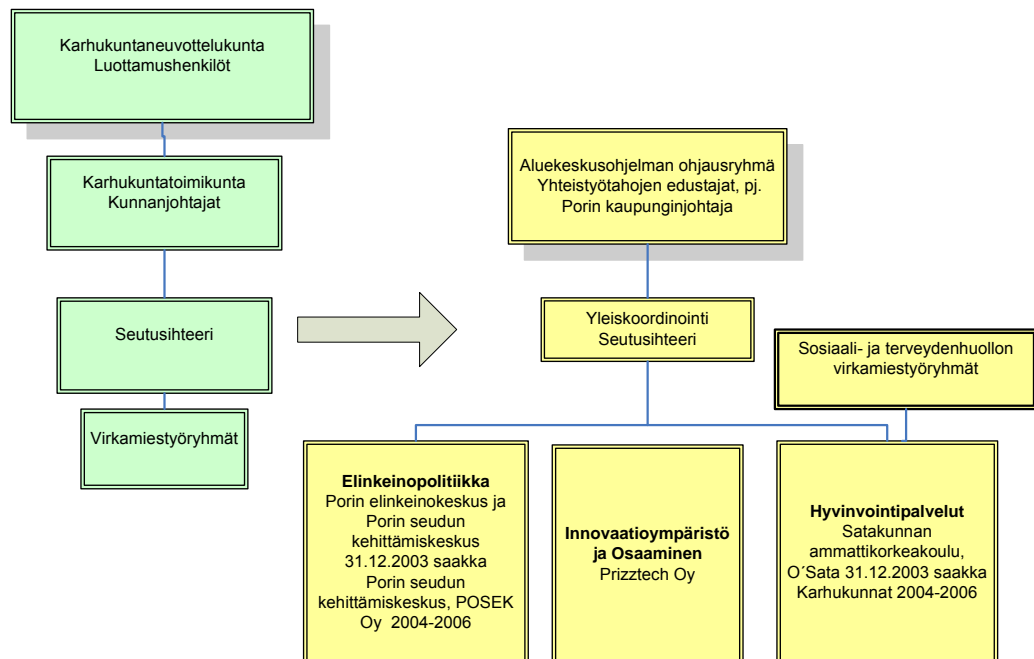 Karhukuntaneuvottelukunta
Luottamushenkilöt
Karhukuntatoimikunta
Kunnanjohtajat
Seutusihteeri
Virkamiestyöryhmät
Aluekeskusohjelman ohjausryhmä
Yhteistyötahojen edustajat, pj.
Porin kaupunginjohtaja
Yleiskoordinointi
Seutusihteeri
Sosiaali- ja terveydenhuollon
virkamiestyöryhmät
Elinkeinopolitiikka
Porin elinkeinokeskus ja
Porin seudun
kehittämiskeskus
31.12.2003 saakka
Porin seudun
kehittämiskeskus, POSEK
Oy 2004-2006
Innovaatioympäristö
ja Osaaminen
Prizztech Oy
Hyvinvointipalvelut
Satakunnan
ammattikorkeakoulu,
O´Sata 31.12.2003 saakka
Karhukunnat 2004-2006